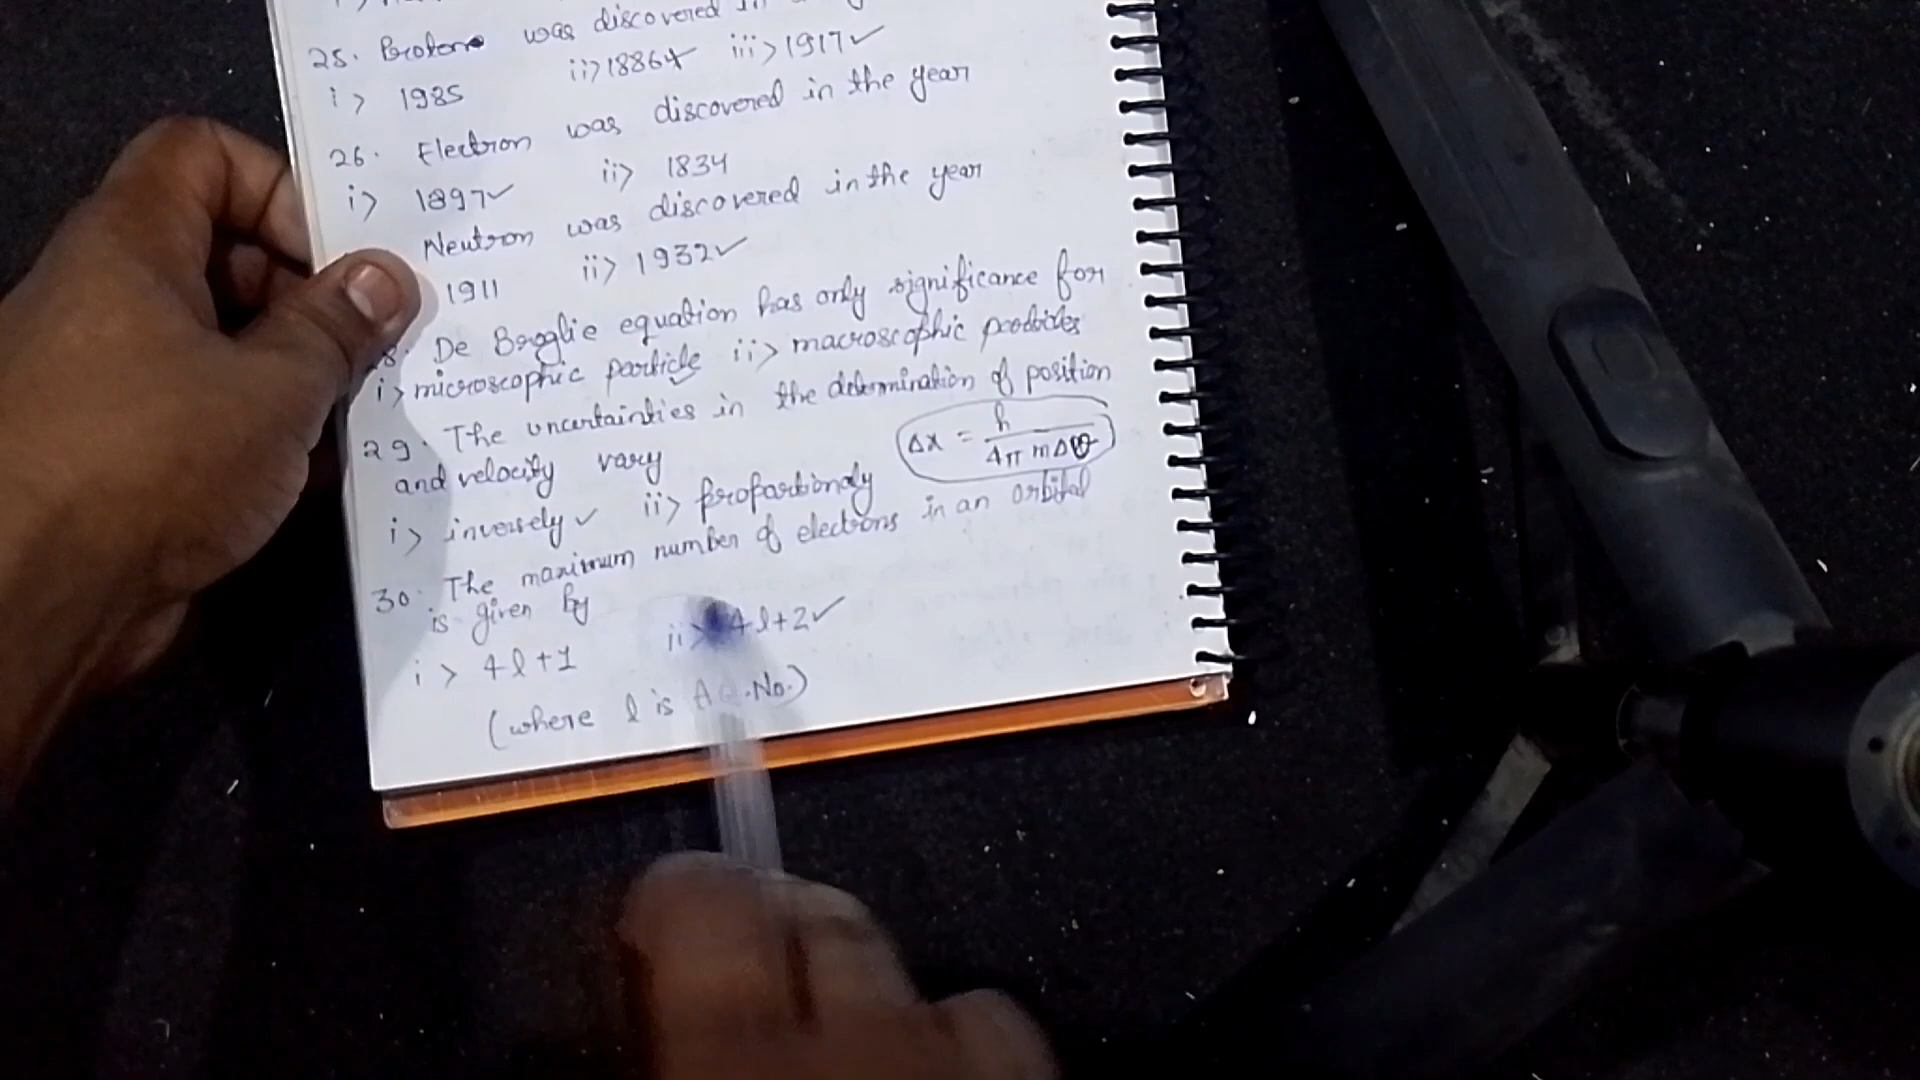 25. Proton was discovered in
i> 1985 ii> 1886 iii> 1917✓
26. Electron was discovered in the year
i> 1897✓ ii> 1834
Neutron was discovered in the year
1911 ii> 1932✓
8. De Broglie equation has only significance for
i> microscophic particle✓ ii> macroscophic particles
29. The uncertainties in the determination of position
and velocity vary
Δx = h / 4π mΔv
i> inversely✓ ii> proportionaly
30. The maximum number of electrons in an orbital
is given by
i> 4l+1 ii> 4l+2✓
(where l is A.Q.No.)